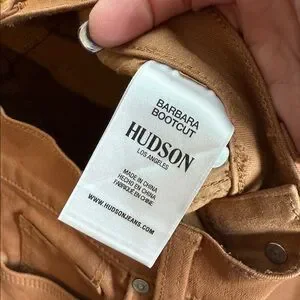 BARBARA
BOOTCUT
HUDSON
LOS ANGELES
MADE IN CHINA
HECHO EN CHINA
FABRIQUÉ EN CHINE
WWW.HUDSONJEANS.COM